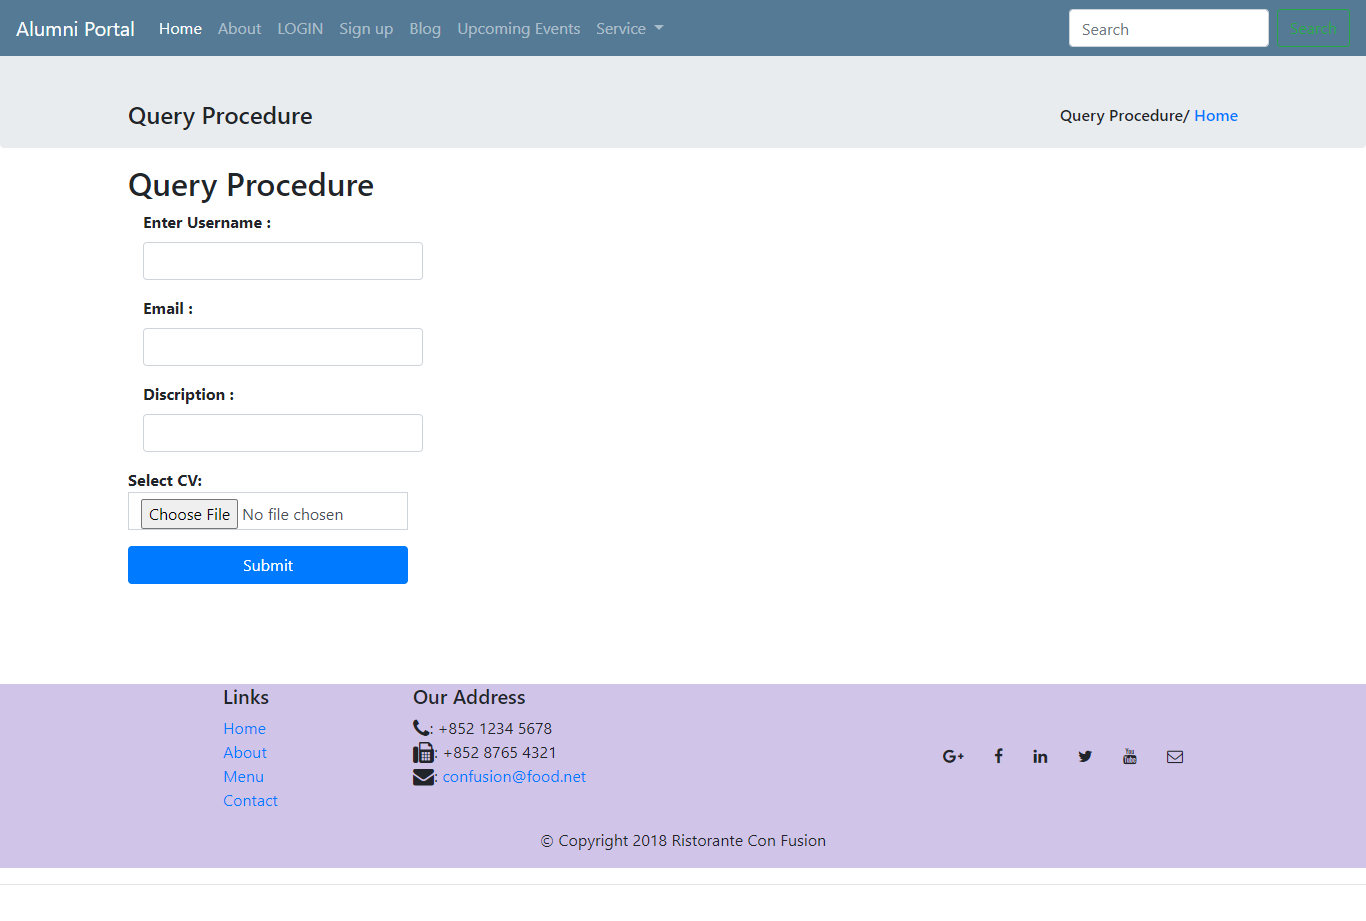 Alumni Portal Home About LOGIN Sign up Blog Upcoming Events Service Search Search
Query Procedure Query Procedure/ Home
Query Procedure
Enter Username :
Email :
Discription :
Select CV:
Choose File No file chosen
Submit
Links
Home
About
Menu
Contact
Our Address
: +852 1234 5678
: +852 8765 4321
: confusion@food.net
© Copyright 2018 Ristorante Con Fusion